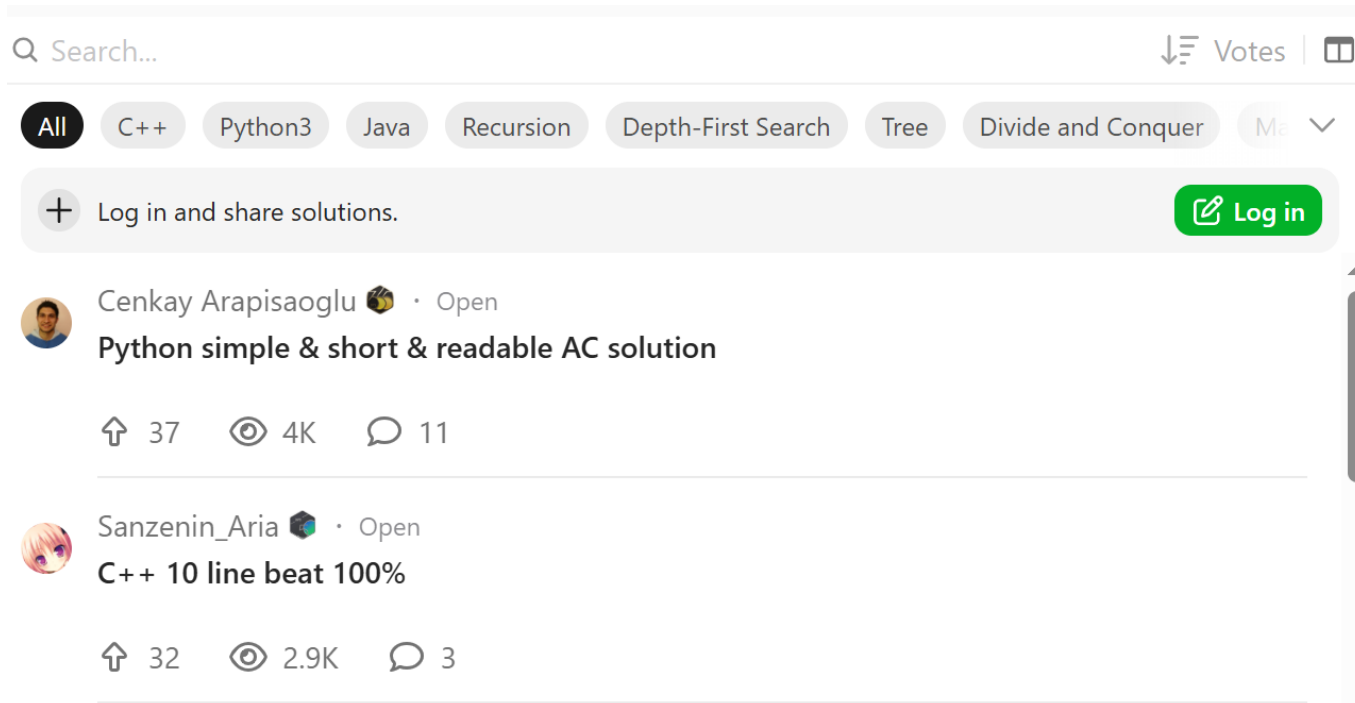 Search...
Votes
All
C++
Python3
Java
Recursion
Depth-First Search
Tree
Divide and Conquer
Log in and share solutions.
Log in
Cenkay Arapisaoglu · Open
Python simple & short & readable AC solution
37
4K
11
Sanzenin_Aria · Open
C++ 10 line beat 100%
32
2.9K
3